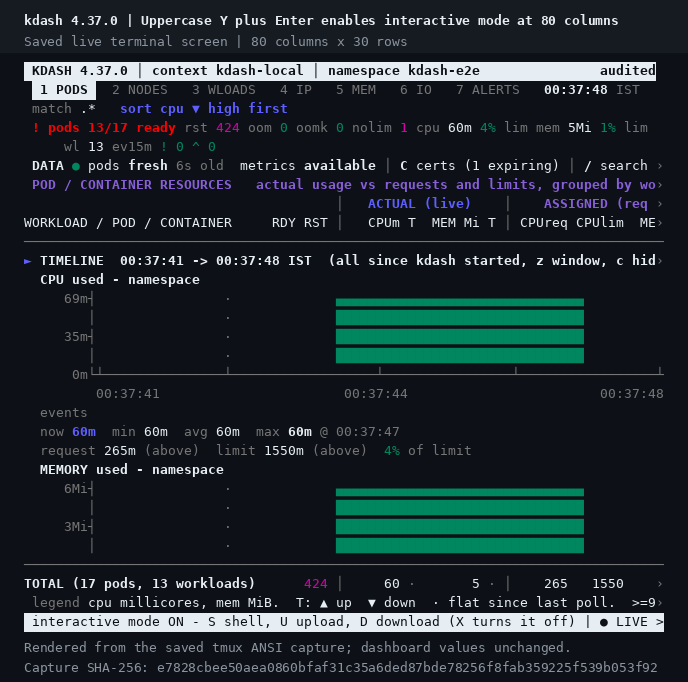 kdash 4.37.0 | Uppercase Y plus Enter enables interactive mode at 80 columns
Saved live terminal screen | 80 columns x 30 rows
KDASH 4.37.0 │ context kdash-local │ namespace kdash-e2e audited
1 PODS 2 NODES 3 WLOADS 4 IP 5 MEM 6 IO 7 ALERTS 00:37:48 IST
match .* sort cpu ▼ high first
! pods 13/17 ready rst 424 oom 0 oomk 0 nolim 1 cpu 60m 4% lim mem 5Mi 1% lim
wl 13 ev15m ! 0 ^ 0
DATA ● pods fresh 6s old metrics available │ C certs (1 expiring) │ / search ›
POD / CONTAINER RESOURCES actual usage vs requests and limits, grouped by wo›
│ ACTUAL (live) │ ASSIGNED (req ›
WORKLOAD / POD / CONTAINER RDY RST │ CPUm T MEM Mi T │ CPUreq CPUlim ME›
► TIMELINE 00:37:41 -> 00:37:48 IST (all since kdash started, z window, c hid›
CPU used - namespace
69m
35m
0m
00:37:41 00:37:44 00:37:48
events
now 60m min 60m avg 60m max 60m @ 00:37:47
request 265m (above) limit 1550m (above) 4% of limit
MEMORY used - namespace
6Mi
3Mi
TOTAL (17 pods, 13 workloads) 424 │ 60 · 5 · │ 265 1550 ›
legend cpu millicores, mem MiB. T: ▲ up ▼ down · flat since last poll. >=9›
interactive mode ON - S shell, U upload, D download (X turns it off) | ● LIVE >
Rendered from the saved tmux ANSI capture; dashboard values unchanged.
Capture SHA-256: e7828cbee50aea0860bfaf31c35a6ded87bde78256f8fab359225f539b053f92